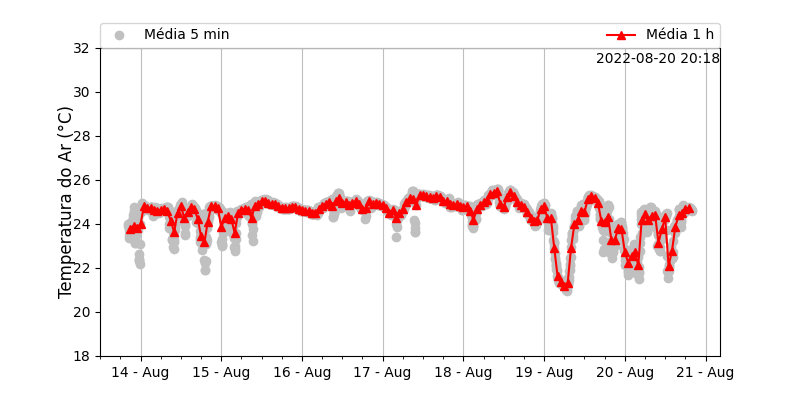 Média 5 min
Média 1 h
2022-08-20 20:18
Temperatura do Ar (°C)
32
30
28
26
24
22
20
18
14 - Aug
15 - Aug
16 - Aug
17 - Aug
18 - Aug
19 - Aug
20 - Aug
21 - Aug